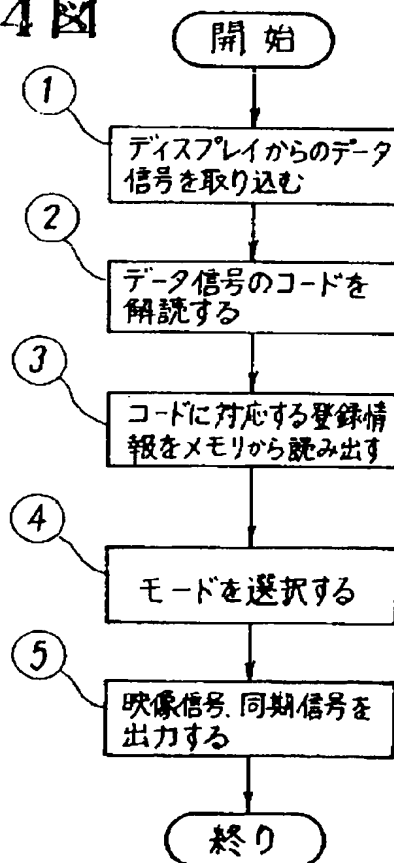 4図
開始
1
ディスプレイからのデータ
信号を取り込む
2
データ信号のコードを
解読する
3
コードに対応する登録情
報をメモリから読み出す
4
モードを選択する
5
映像信号、同期信号を
出力する
終り